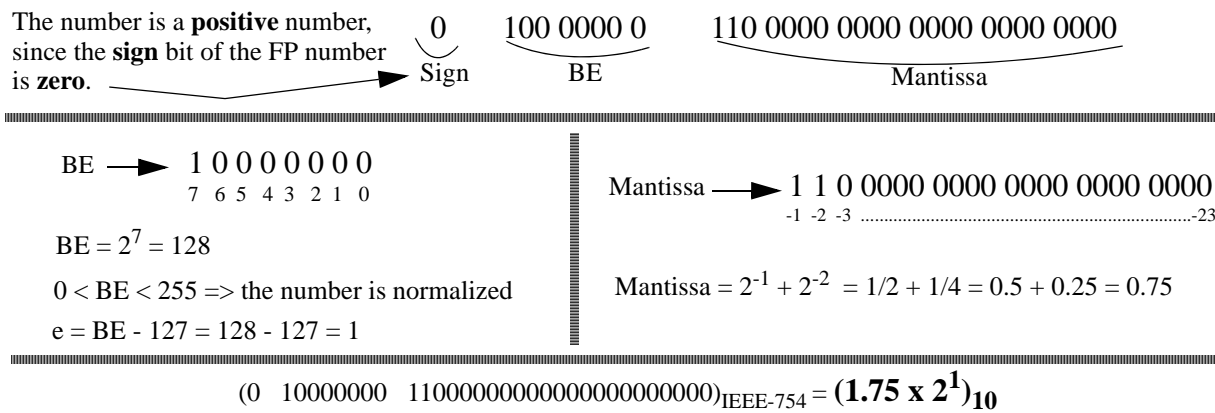 The number is a positive number,
since the sign bit of the FP number
is zero.
0 100 0000 0 110 0000 0000 0000 0000 0000
Sign BE Mantissa
BE 1 0 0 0 0 0 0 0
7 6 5 4 3 2 1 0
BE = 2^7 = 128
0 < BE < 255 => the number is normalized
e = BE - 127 = 128 - 127 = 1
Mantissa 1 1 0 0000 0000 0000 0000 0000
-1 -2 -3 ..........................................................................-23
Mantissa = 2^-1 + 2^-2 = 1/2 + 1/4 = 0.5 + 0.25 = 0.75
(0 10000000 11000000000000000000000)IEEE-754 = (1.75 x 2^1)10